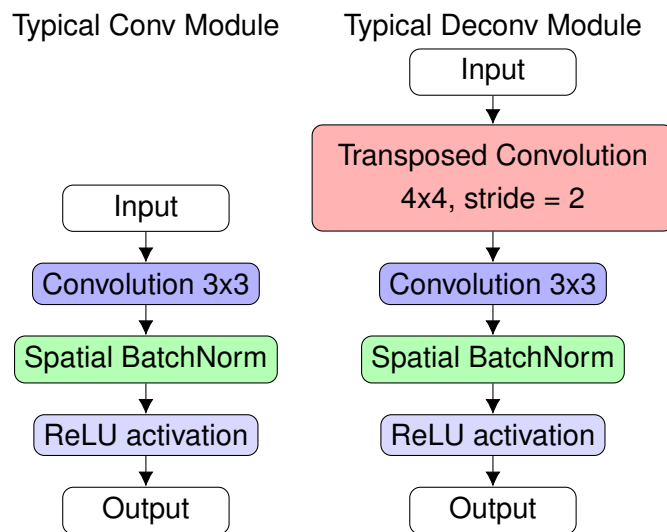 Typical Conv Module
Input
Convolution 3x3
Spatial BatchNorm
ReLU activation
Output
Typical Deconv Module
Input
Transposed Convolution
4x4, stride = 2
Convolution 3x3
Spatial BatchNorm
ReLU activation
Output